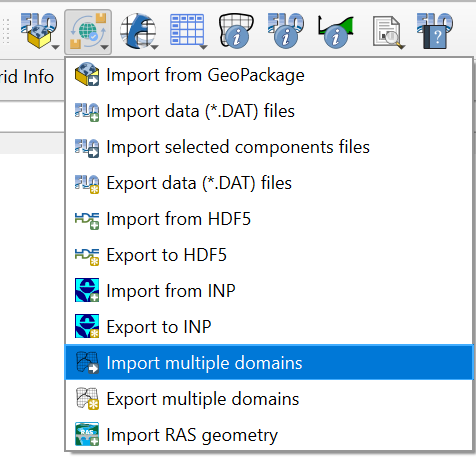 rid Info
Import from GeoPackage
Import data (*.DAT) files
Import selected components files
Export data (*.DAT) files
Import from HDF5
Export to HDF5
Import from INP
Export to INP
Import multiple domains
Export multiple domains
Import RAS geometry